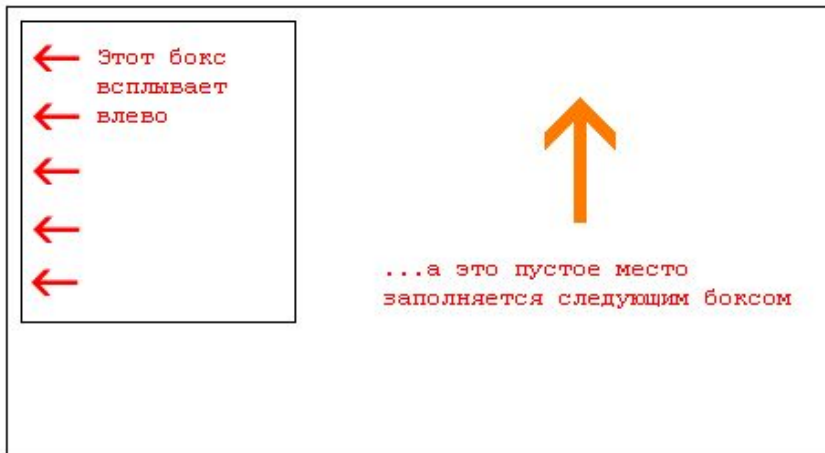 Этот бокс
всплывает
влево
...а это пустое место
заполняется следующим боксом